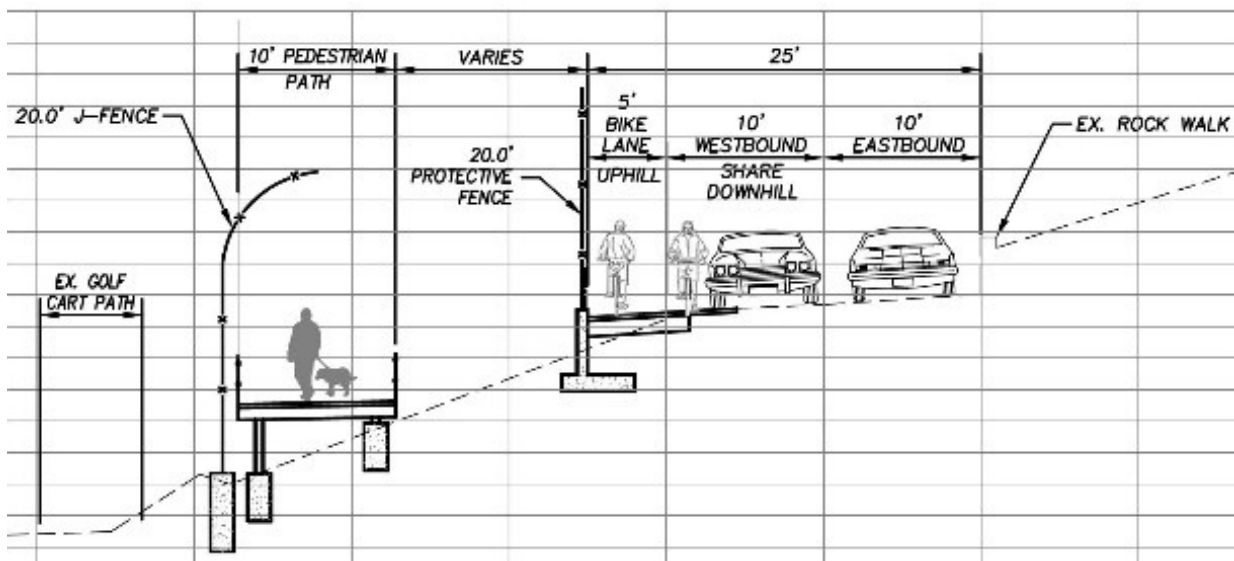 10' PEDESTRIAN
PATH
VARIES
25'
20.0' J-FENCE
5'
BIKE
LANE
UPHILL
10'
WESTBOUND
SHARE
DOWNHILL
10'
EASTBOUND
EX. ROCK WALK
20.0'
PROTECTIVE
FENCE
EX. GOLF
CART PATH